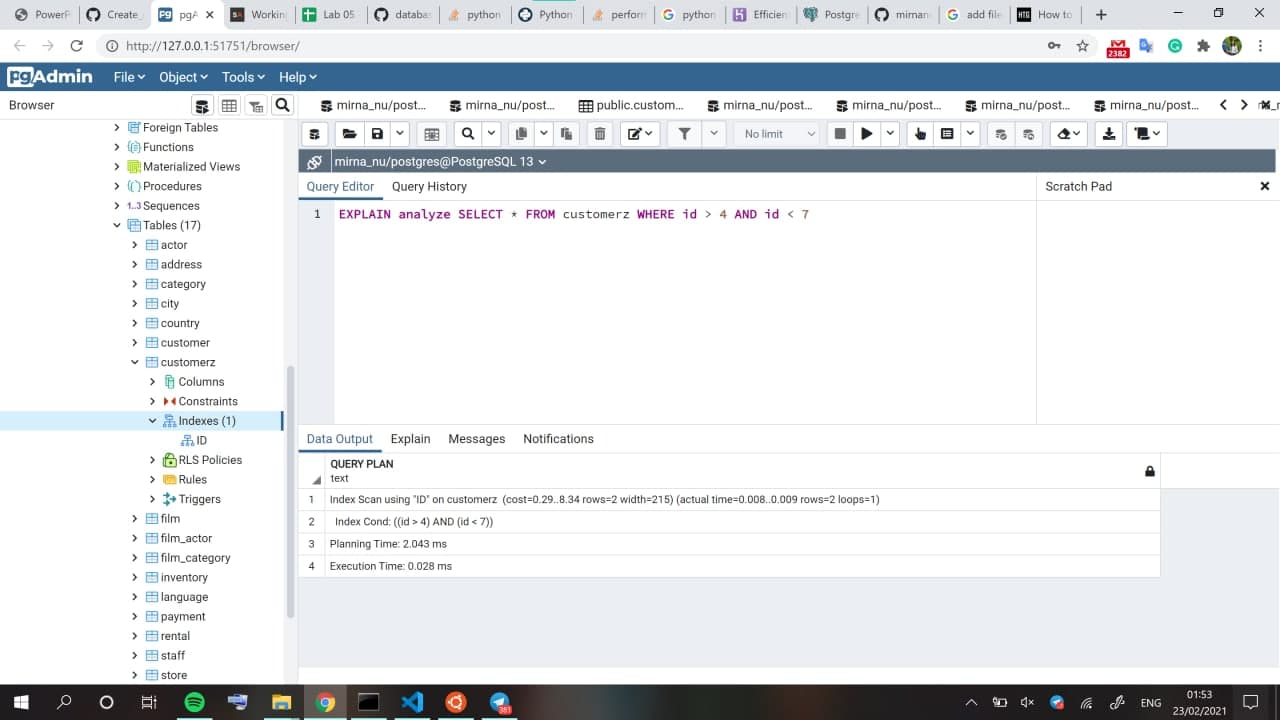 PowerP
Create_
pgA
Working
Lab 05
databas
python
Python
perform
python
Efficien
Postgre
mirna_
add file
How to
http://127.0.0.1:51751/browser/
2382
pgAdmin File Object Tools Help
Browser
mirna_nu/post... mirna_nu/post... public.custom... mirna_nu/post... mirna_nu/post... mirna_nu/post... mirna_nu/post...
No limit
mirna_nu/postgres@PostgreSQL 13
Query Editor Query History
Scratch Pad
1 EXPLAIN analyze SELECT * FROM customerz WHERE id > 4 AND id < 7
Foreign Tables
Functions
Materialized Views
Procedures
1..3 Sequences
Tables (17)
actor
address
category
city
country
customer
customerz
Columns
Constraints
Indexes (1)
ID
RLS Policies
Rules
Triggers
film
film_actor
film_category
inventory
language
payment
rental
staff
store
Data Output Explain Messages Notifications
QUERY PLAN
text
1 Index Scan using "ID" on customerz (cost=0.29..8.34 rows=2 width=215) (actual time=0.008..0.009 rows=2 loops=1)
2 Index Cond: ((id > 4) AND (id < 7))
3 Planning Time: 2.043 ms
4 Execution Time: 0.028 ms
ENG
01:53
23/02/2021